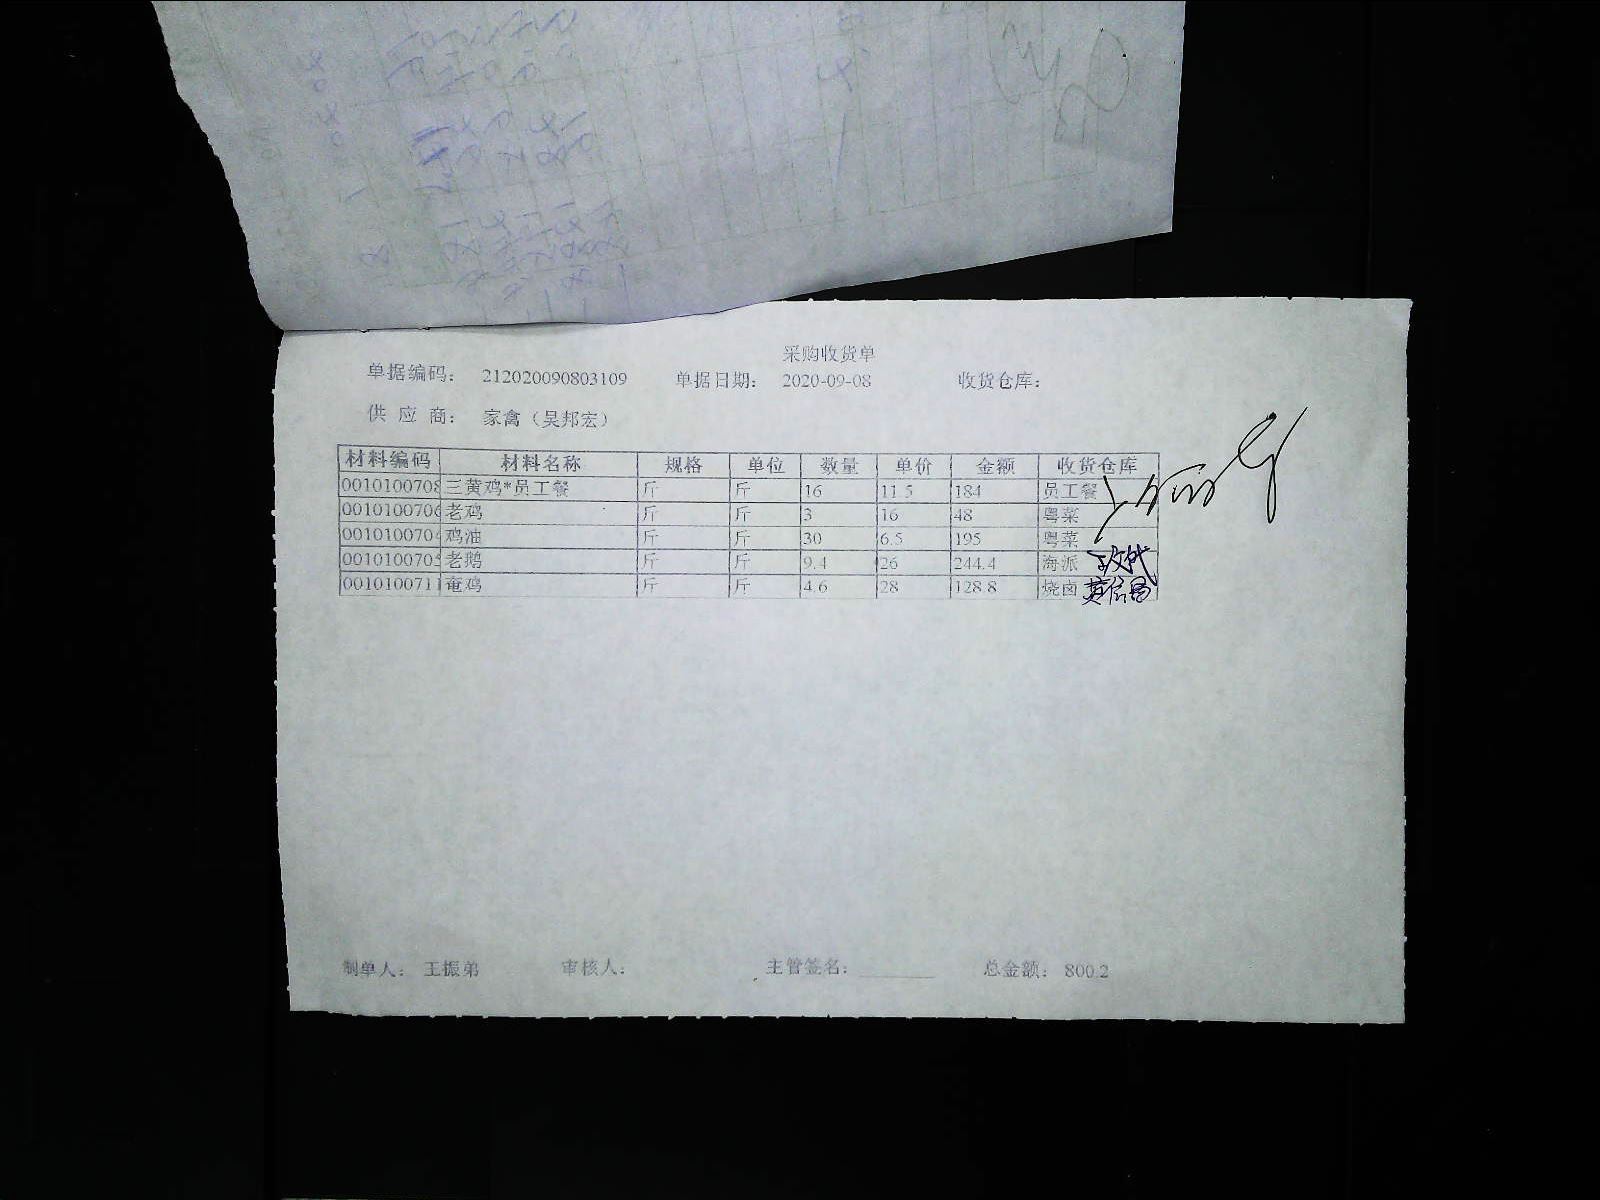 采购收货单
单据编码： 212020090803109 单据日期： 2020-09-08 收货仓库：
供 应 商： 家禽（吴邦宏）
材料编码 材料名称 规格 单位 数量 单价 金额 收货仓库
0010100708 三黄鸡*员工餐 斤 斤 16 11.5 184 员工餐
001010070 老鸡 斤 斤 3 16 48 粤菜
001010070 鸡油 斤 斤 30 6.5 195 粤菜
001010070 老鹅 斤 斤 9.4 26 244.4 海派
0010100711 奄鸡 斤 斤 4.6 28 128.8 烧卤
制单人： 王振弟 审核人： 主管签名： 总金额： 800.2